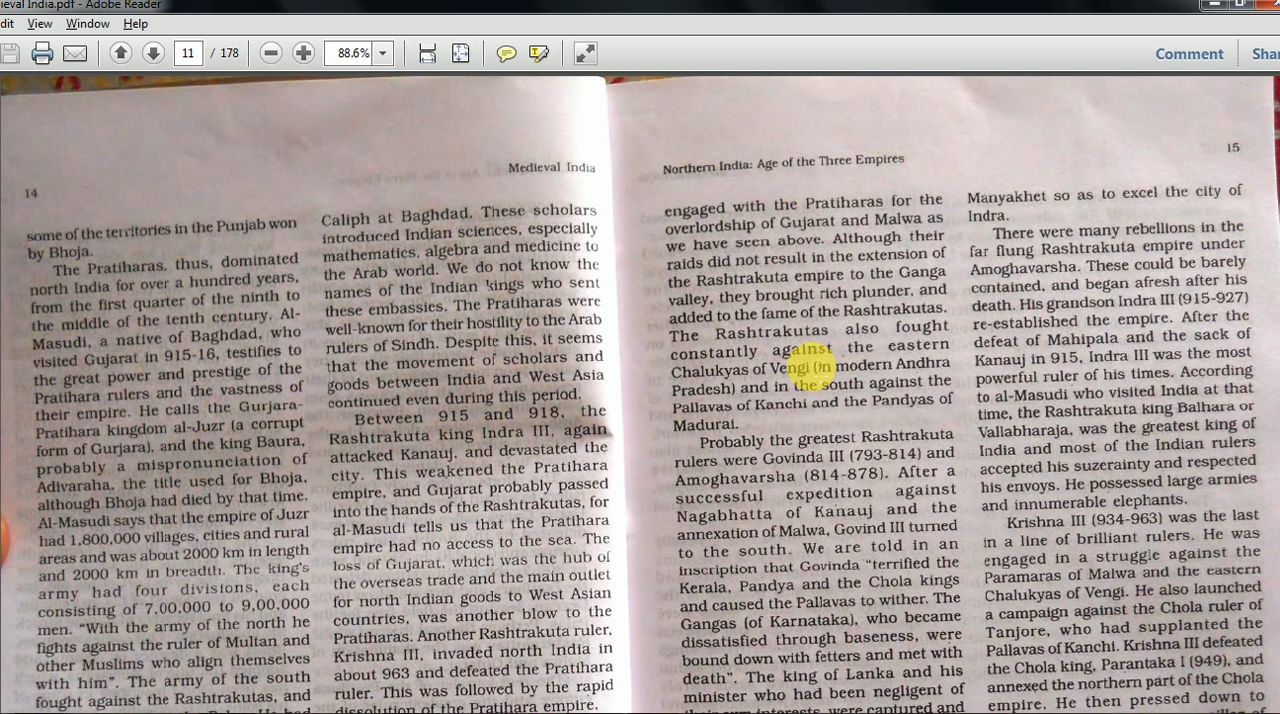 ieval India.pdf - Adobe Reader
dit View Window Help
11 / 178
88.6%
Comment
Sha
14
Medieval India
some of the territories in the Punjab won
by Bhoja.
The Pratiharas, thus, dominated
north India for over a hundred years,
from the first quarter of the ninth to
the middle of the tenth century. Al-
Masudi, a native of Baghdad, who
visited Gujarat in 915-16, testifies to
the great power and prestige of the
Pratihara rulers and the vastness of
their empire. He calls the Gurjara-
Pratihara kingdom al-Juzr (a corrupt
form of Gurjara), and the king Baura,
probably a mispronunciation of
Adivaraha, the title used for Bhoja,
although Bhoja had died by that time.
Al-Masudi says that the empire of Juzr
had 1,800,000 villages, cities and rural
areas and was about 2000 km in length
and 2000 km in breadth. The king's
army had four divisions, each
consisting of 7,00,000 to 9,00,000
men. "With the army of the north he
fights against the ruler of Multan and
other Muslims who align themselves
with him". The army of the south
fought against the Rashtrakutas, and
Caliph at Baghdad. These scholars
introduced Indian sciences, especially
mathematics, algebra and medicine to
the Arab world. We do not know the
names of the Indian kings who sent
these embassies. The Pratiharas were
well-known for their hostility to the Arab
rulers of Sindh. Despite this, it seems
that the movement of scholars and
goods between India and West Asia
continued even during this period.
Between 915 and 918, the
Rashtrakuta king Indra III, again
attacked Kanauj, and devastated the
city. This weakened the Pratihara
empire, and Gujarat probably passed
into the hands of the Rashtrakutas, for
al-Masudi tells us that the Pratihara
empire had no access to the sea. The
loss of Gujarat, which was the hub of
the overseas trade and the main outlet
for north Indian goods to West Asian
countries, was another blow to the
Pratiharas. Another Rashtrakuta ruler,
Krishna III, invaded north India in
about 963 and defeated the Pratihara
ruler. This was followed by the rapid
dissolution of the Pratihara empire.
Northern India: Age of the Three Empires
15
engaged with the Pratiharas for the
overlordship of Gujarat and Malwa as
we have seen above. Although their
raids did not result in the extension of
the Rashtrakuta empire to the Ganga
valley, they brought rich plunder, and
added to the fame of the Rashtrakutas.
The Rashtrakutas also fought
constantly against the eastern
Chalukyas of Vengi (in modern Andhra
Pradesh) and in the south against the
Pallavas of Kanchi and the Pandyas of
Madurai.
Probably the greatest Rashtrakuta
rulers were Govinda III (793-814) and
Amoghavarsha (814-878). After a
successful expedition against
Nagabhatta of Kanauj and the
annexation of Malwa, Govind III turned
to the south. We are told in an
inscription that Govinda "terrified the
Kerala, Pandya and the Chola kings
and caused the Pallavas to wither. The
Gangas (of Karnataka), who became
dissatisfied through baseness, were
bound down with fetters and met with
death". The king of Lanka and his
minister who had been negligent of
their own interests, were captured and
Manyakhet so as to excel the city of
Indra.
There were many rebellions in the
far flung Rashtrakuta empire under
Amoghavarsha. These could be barely
contained, and began afresh after his
death. His grandson Indra III (915-927)
re-established the empire. After the
defeat of Mahipala and the sack of
Kanauj in 915, Indra III was the most
powerful ruler of his times. According
to al-Masudi who visited India at that
time, the Rashtrakuta king Balhara or
Vallabharaja, was the greatest king of
India and most of the Indian rulers
accepted his suzerainty and respected
his envoys. He possessed large armies
and innumerable elephants.
Krishna III (934-963) was the last
in a line of brilliant rulers. He was
engaged in a struggle against the
Paramaras of Malwa and the eastern
Chalukyas of Vengi. He also launched
a campaign against the Chola ruler of
Tanjore, who had supplanted the
Pallavas of Kanchi. Krishna III defeated
the Chola king, Parantaka I (949), and
annexed the northern part of the Chola
empire. He then pressed down to